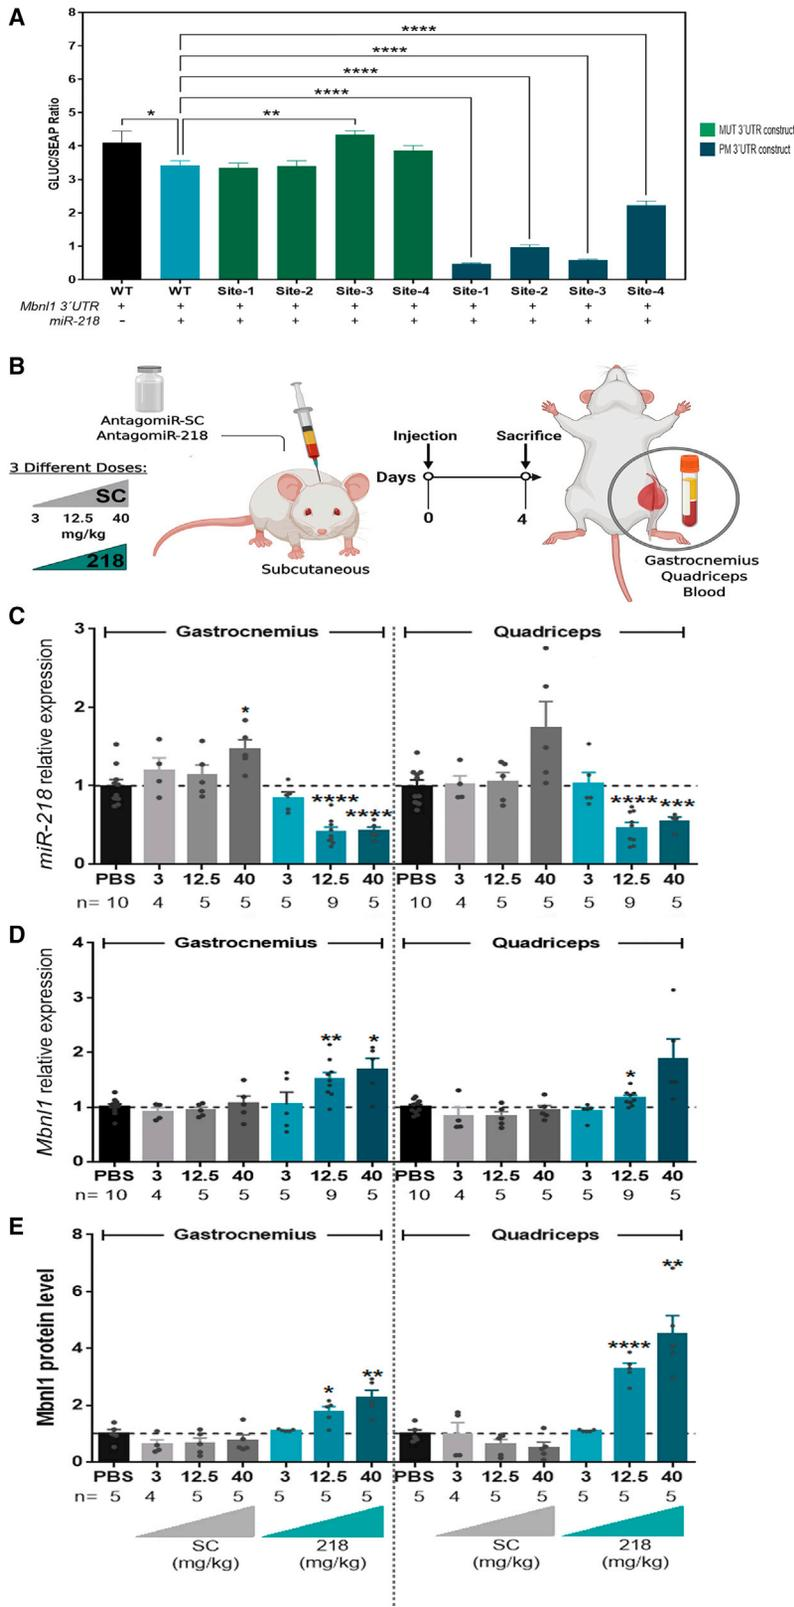 A
8
****
7
****
6
****
****
5
*
**
4
3
2
1
0
GLUC/SEAP Ratio
MUT 3´UTR construct
PM 3´UTR construct
WT WT Site-1 Site-2 Site-3 Site-4 Site-1 Site-2 Site-3 Site-4
Mbnl1 3´UTR + + + + + + + + + +
miR-218 - + + + + + + + + +
B
AntagomiR-SC
AntagomiR-218
3 Different Doses:
SC
3 12.5 40
mg/kg
218
Subcutaneous
Injection Sacrifice
Days
0 4
Gastrocnemius
Quadriceps
Blood
C
3
2
1
0
miR-218 relative expression
Gastrocnemius Quadriceps
*
**** ****
**** ***
PBS 3 12.5 40 3 12.5 40 PBS 3 12.5 40 3 12.5 40
n= 10 4 5 5 5 9 5 10 4 5 5 5 9 5
D
4
3
2
1
0
Mbnl1 relative expression
Gastrocnemius Quadriceps
** *
*
PBS 3 12.5 40 3 12.5 40 PBS 3 12.5 40 3 12.5 40
n= 10 4 5 5 5 9 5 10 4 5 5 5 9 5
E
8
6
4
2
0
Mbnl1 protein level
Gastrocnemius Quadriceps
**
****
* **
PBS 3 12.5 40 3 12.5 40 PBS 3 12.5 40 3 12.5 40
n= 5 4 5 5 5 5 5 5 4 5 5 5 5 5
SC 218 SC 218
(mg/kg) (mg/kg) (mg/kg) (mg/kg)